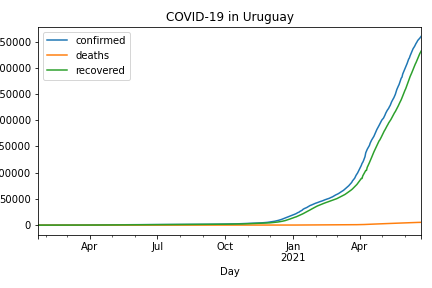 COVID-19 in Uruguay
confirmed
deaths
recovered
50000
0
Apr
Jul
Oct
Jan
2021
Apr
Day